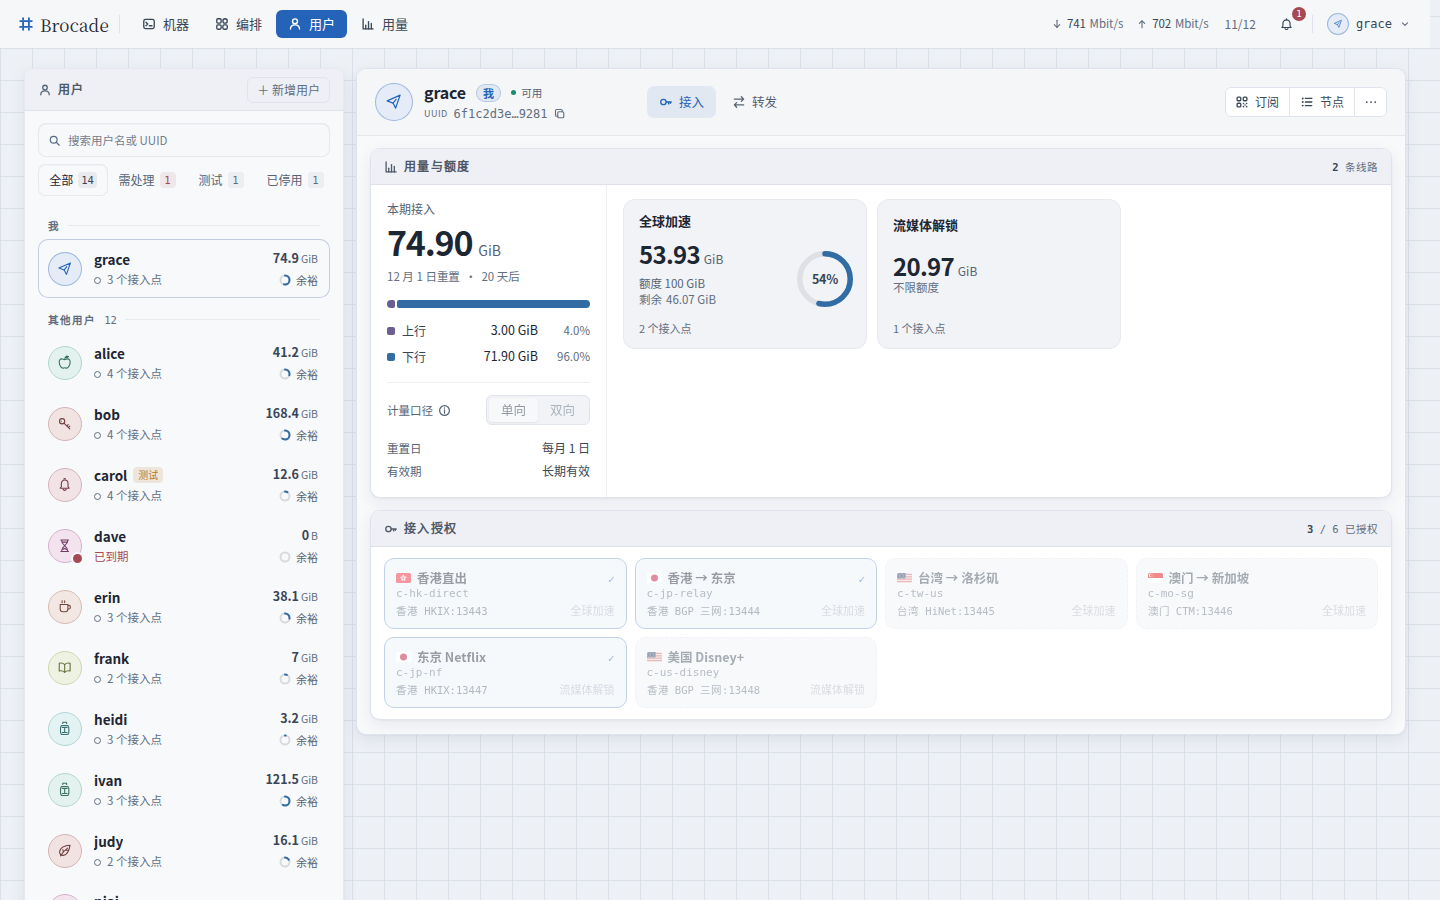 Brocade
机器
编排
用户
用量
741 Mbit/s
702 Mbit/s
11/12
1
grace
用户
新增用户
搜索用户名或 UUID
全部 14
需处理 1
测试 1
已停用 1
我
grace
74.9 GiB
3 个接入点
余裕
其他用户 12
alice
41.2 GiB
4 个接入点
余裕
bob
168.4 GiB
4 个接入点
余裕
carol 测试
12.6 GiB
4 个接入点
余裕
dave
0 B
已到期
余裕
erin
38.1 GiB
3 个接入点
余裕
frank
7 GiB
2 个接入点
余裕
heidi
3.2 GiB
3 个接入点
余裕
ivan
121.5 GiB
3 个接入点
余裕
judy
16.1 GiB
2 个接入点
余裕
grace 我 可用
UUID 6f1c2d3e…9281
接入
转发
订阅
节点
用量与额度
2 条线路
本期接入
74.90 GiB
12 月 1 日重置 • 20 天后
上行 3.00 GiB 4.0%
下行 71.90 GiB 96.0%
计量口径
单向 双向
重置日 每月 1 日
有效期 长期有效
全球加速
53.93 GiB
额度 100 GiB
剩余 46.07 GiB
54%
2 个接入点
流媒体解锁
20.97 GiB
不限额度
1 个接入点
接入授权
3 / 6 已授权
香港直出 ✓
c-hk-direct
香港 HKIX:13443 全球加速
香港 → 东京 ✓
c-jp-relay
香港 BGP 三网:13444 全球加速
台湾 → 洛杉矶
c-tw-us
台湾 HiNet:13445 全球加速
澳门 → 新加坡
c-mo-sg
澳门 CTM:13446 全球加速
东京 Netflix ✓
c-jp-nf
香港 HKIX:13447 流媒体解锁
美国 Disney+
c-us-disney
香港 BGP 三网:13448 流媒体解锁